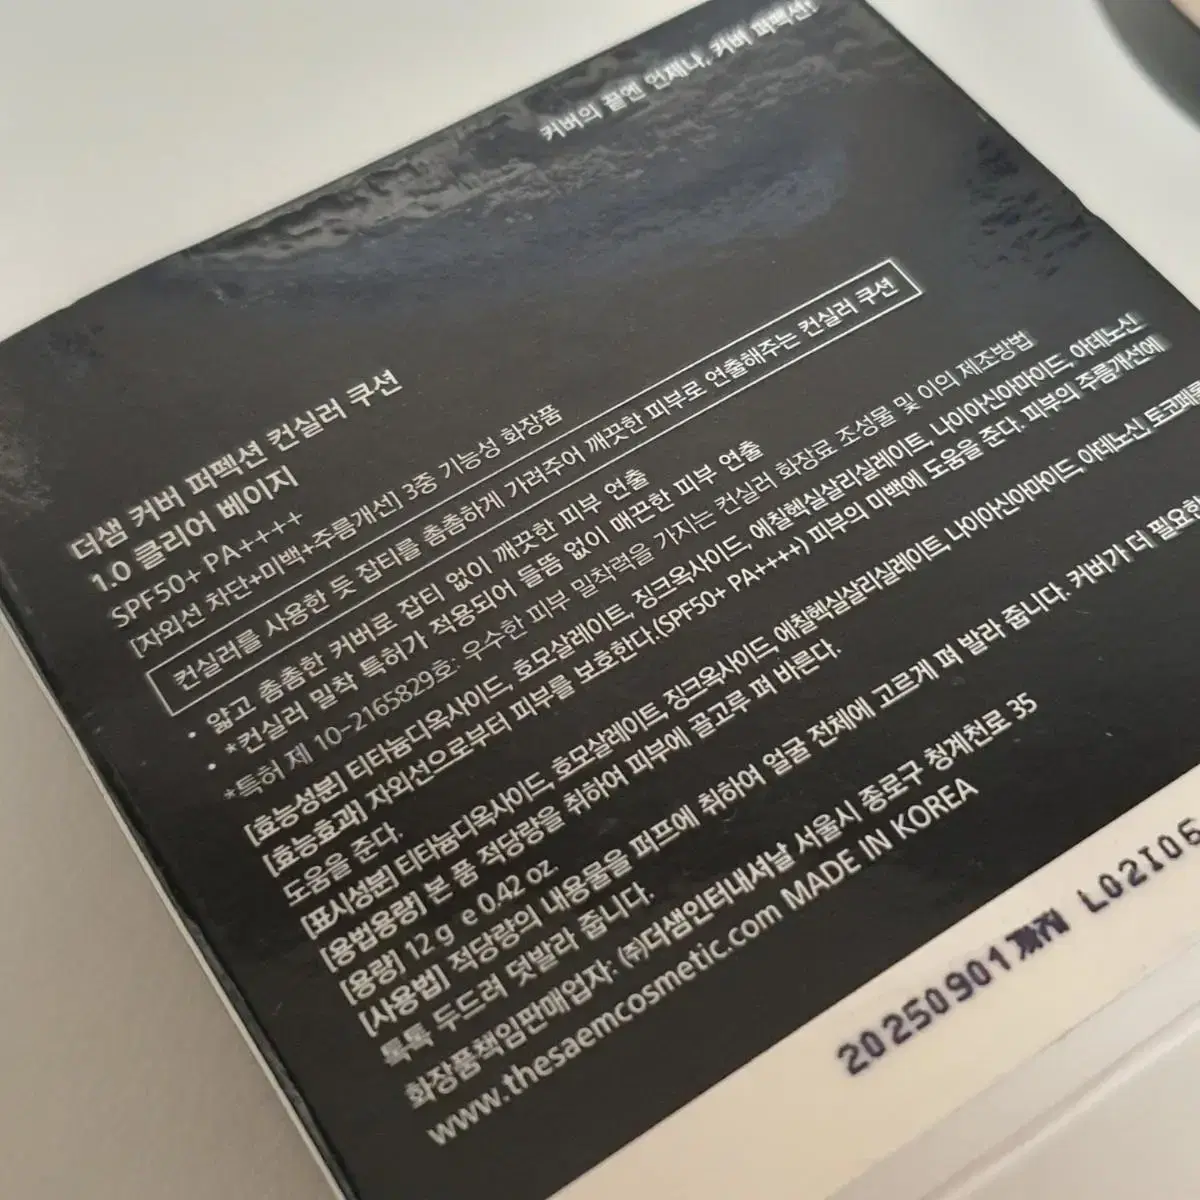 커버의 끝엔 언제나, 커버 퍼펙션!
더샘 커버 퍼펙션 컨실러 쿠션
1.0 클리어 베이지
SPF50+ PA++++
[자외선 차단+미백+주름개선] 3중 기능성 화장품
컨실러를 사용한 듯 잡티를 촘촘하게 가려주어 깨끗한 피부로 연출해주는 컨실러 쿠션
• 얇고 촘촘한 커버로 잡티 없이 깨끗한 피부 연출
• *컨실러 밀착 특허가 적용되어 들뜸 없이 매끈한 피부 연출
*특허 제 10-2165829호: 우수한 피부 밀착력을 가지는 컨실러 화장료 조성물 및 이의 제조방법
[효능성분] 티타늄디옥사이드, 호모살레이트, 징크옥사이드, 에칠헥실살리실레이트, 나이아신아마이드, 아데노신
[효능효과] 자외선으로부터 피부를 보호한다.(SPF50+ PA++++) 피부의 미백에 도움을 준다. 피부의 주름개선에
도움을 준다.
[표시성분] 티타늄디옥사이드, 호모살레이트, 징크옥사이드, 에칠헥실살리실레이트, 나이아신아마이드, 아데노신
[용법용량] 본 품 적당량을 취하여 피부에 골고루 펴 바른다.
[용량] 12 g e 0.42 oz
[사용법] 적당량의 내용물을 퍼프에 취하여 얼굴 전체에 고르게 펴 발라 줍니다. 커버가 더
톡톡 두드려 덧발라 줍니다.
화장품책임판매업자: (주)더샘인터내셔날 서울시 종로구 청계천로 35
www.thesaemcosmetic.com MADE IN KOREA
20250901까지 L02I06